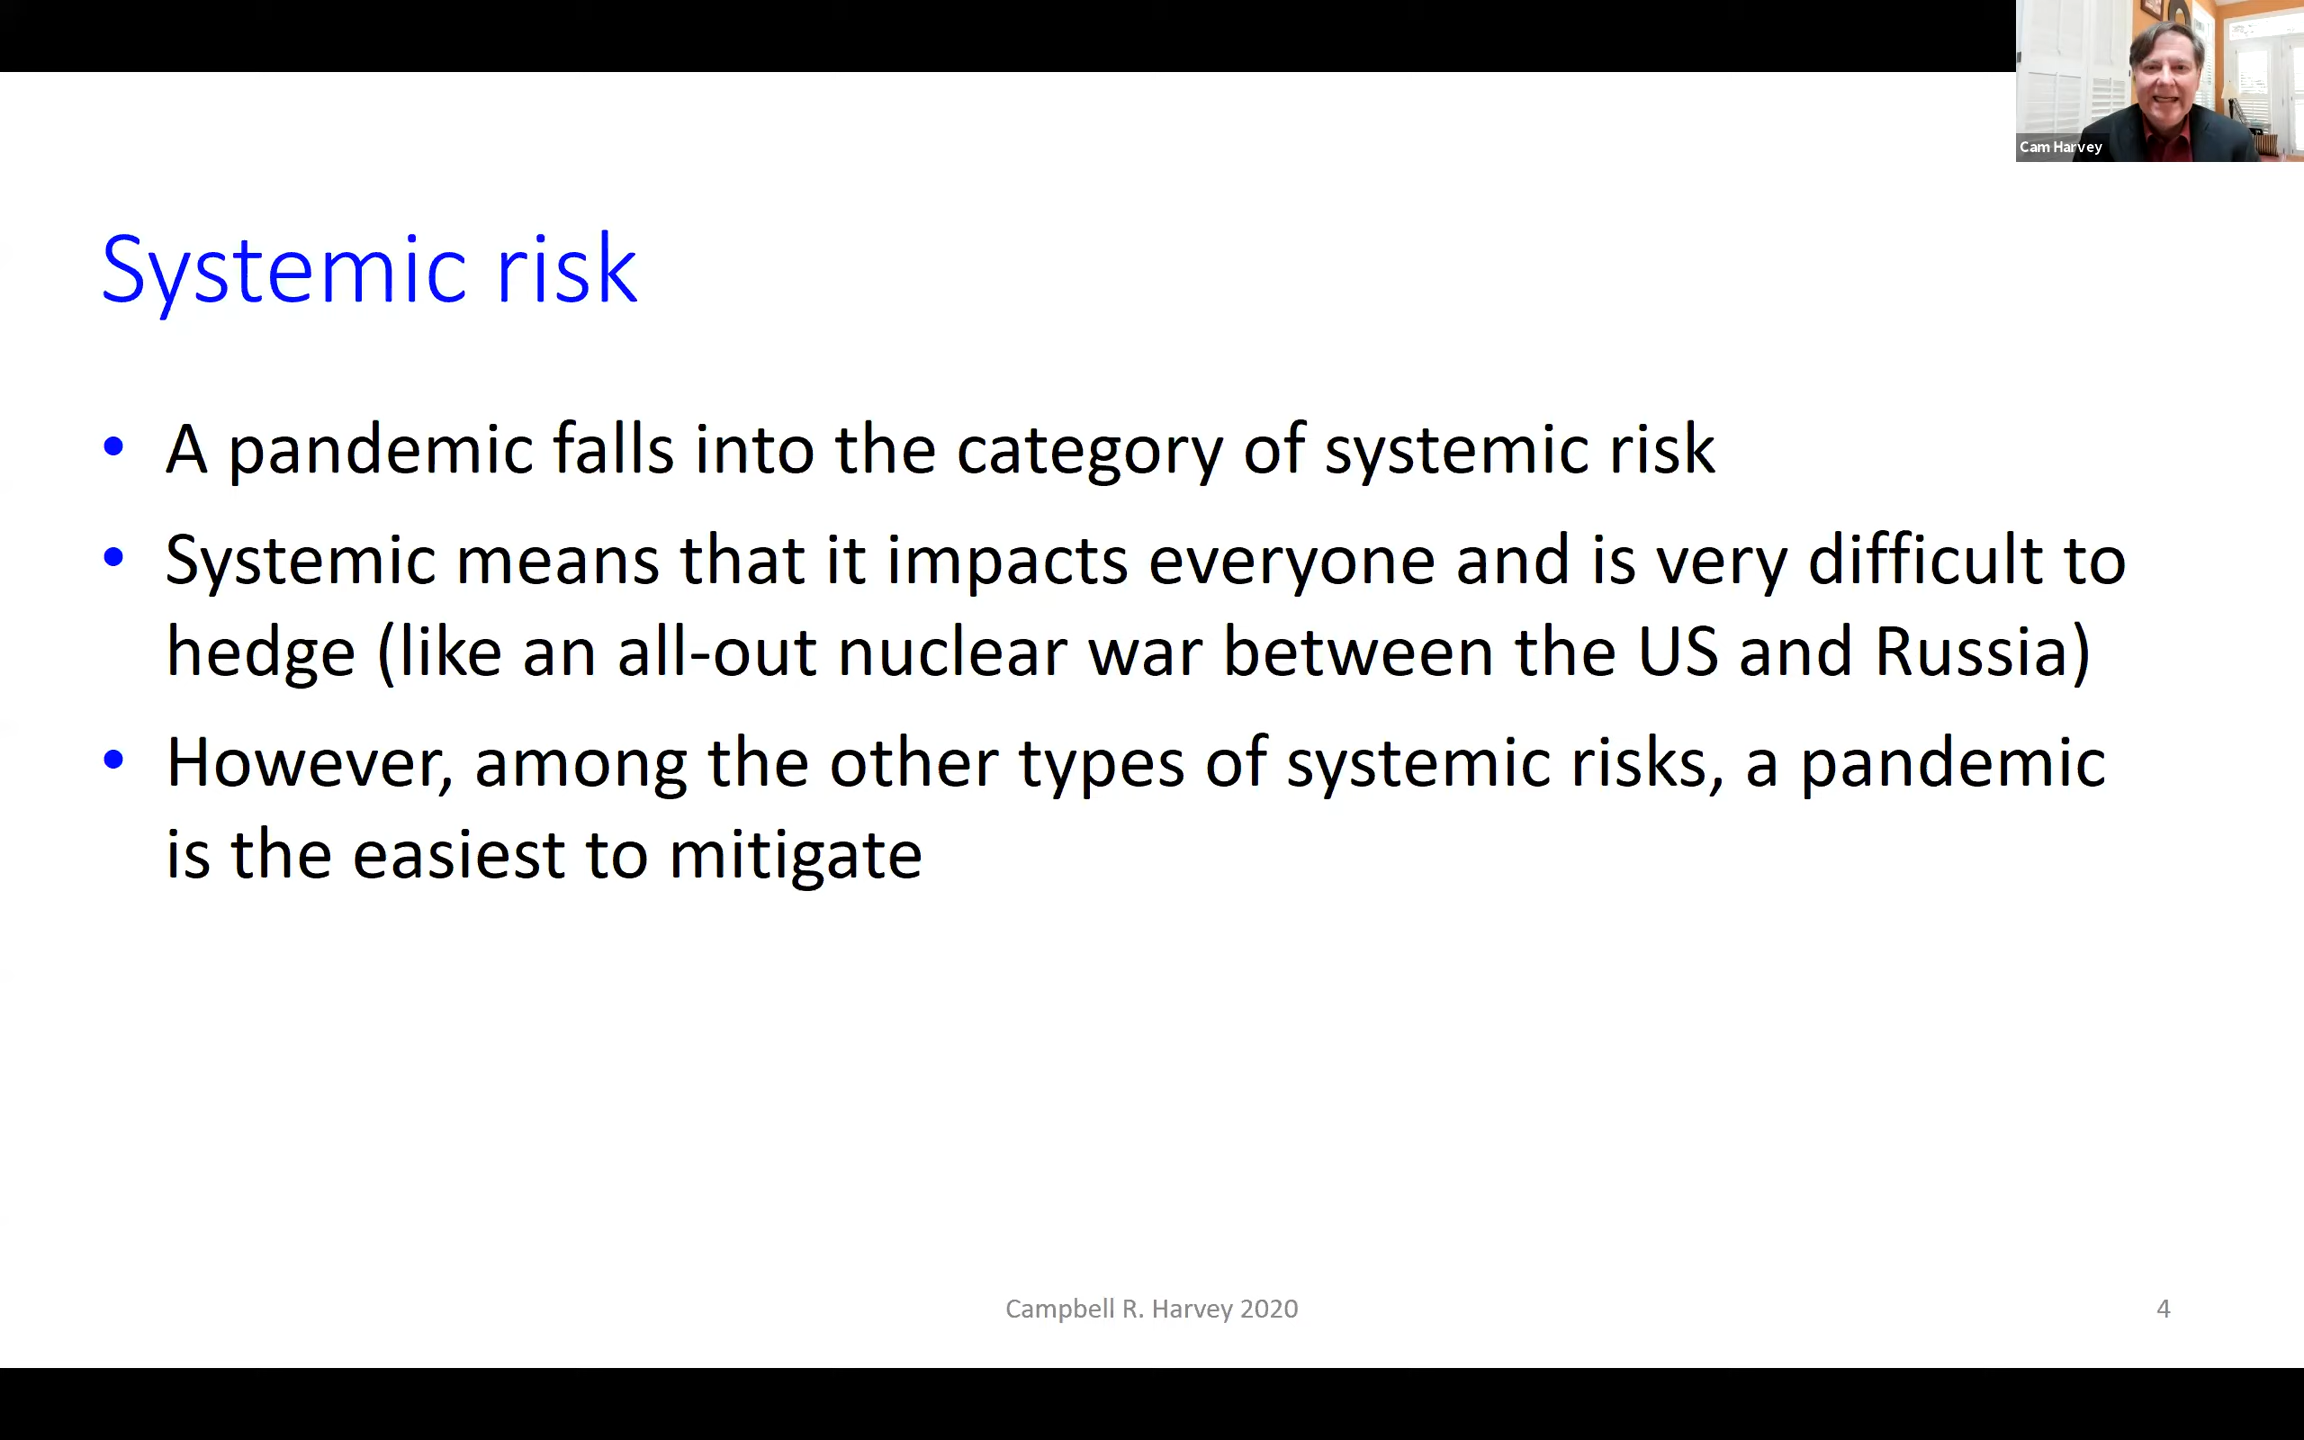 Cam Harvey
Systemic risk
• A pandemic falls into the category of systemic risk
• Systemic means that it impacts everyone and is very difficult to
hedge (like an all-out nuclear war between the US and Russia)
• However, among the other types of systemic risks, a pandemic
is the easiest to mitigate
Campbell R. Harvey 2020
4